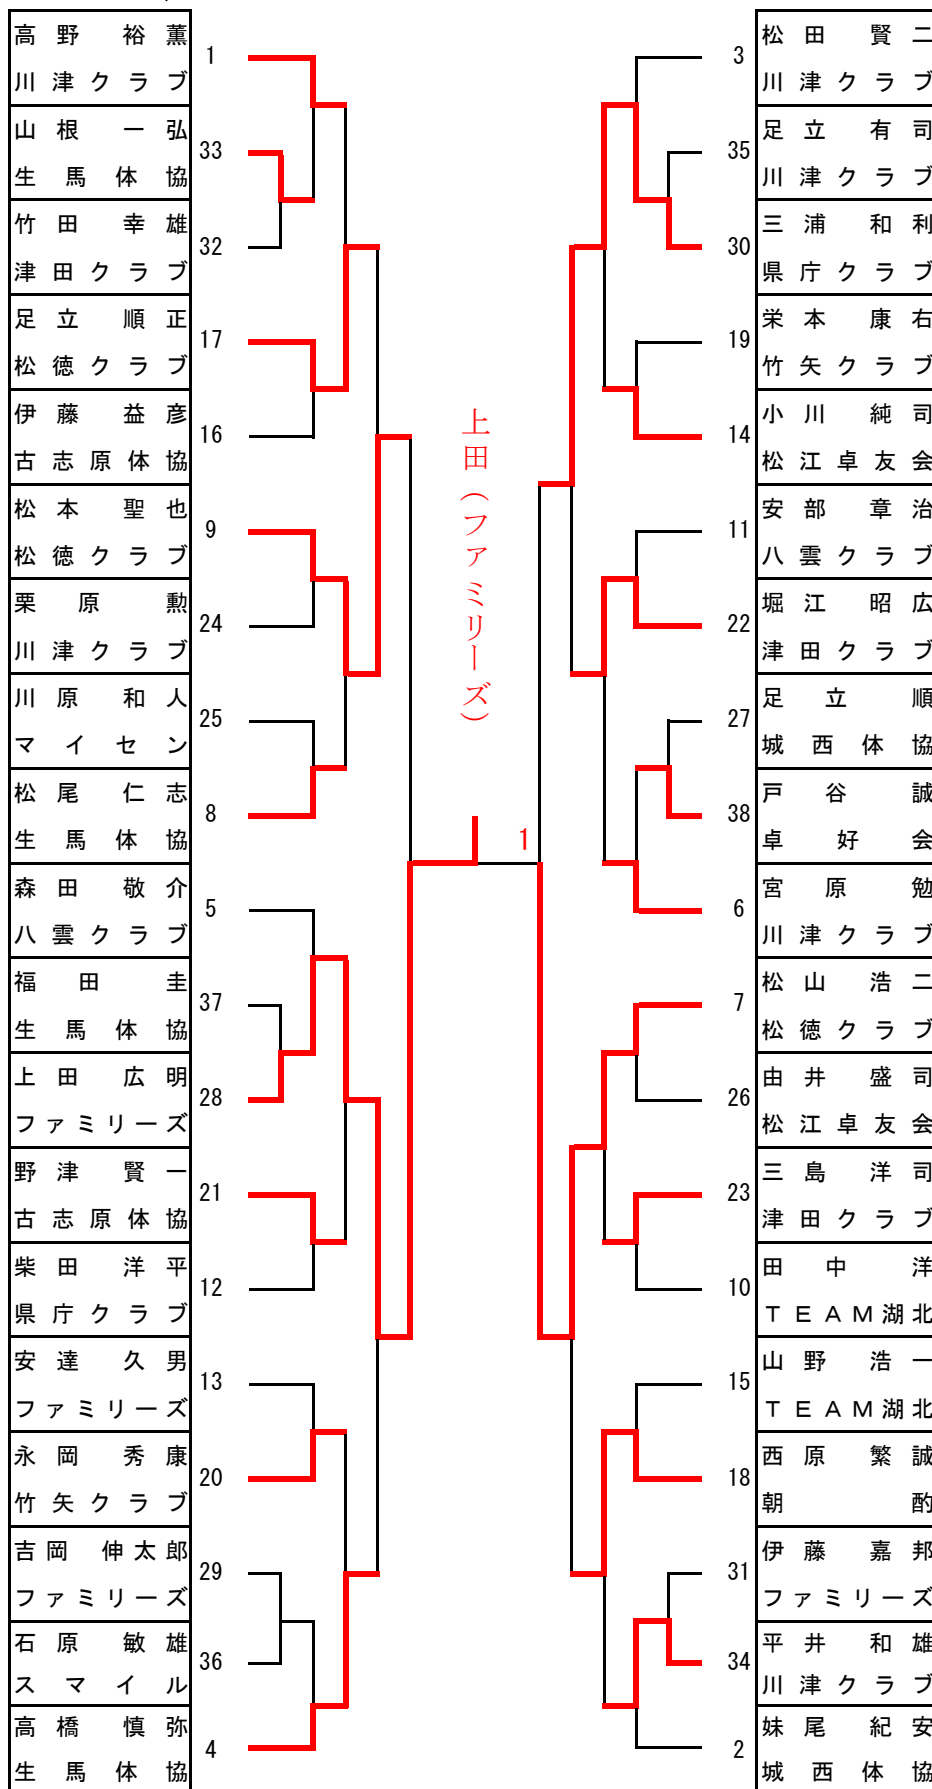 高野 裕薫
川津クラブ
1
山根 一弘
生馬体協
33
竹田 幸雄
津田クラブ
32
足立 順正
松徳クラブ
17
伊藤 益彦
古志原体協
16
松本 聖也
松徳クラブ
9
栗原 勲
川津クラブ
24
川原 和人
マイセン
25
松尾 仁志
生馬体協
8
森田 敬介
八雲クラブ
5
福田 圭
生馬体協
37
上田 広明
ファミリーズ
28
野津 賢一
古志原体協
21
柴田 洋平
県庁クラブ
12
安達 久男
ファミリーズ
13
永岡 秀康
竹矢クラブ
20
吉岡 伸太郎
ファミリーズ
29
石原 敏雄
スマイル
36
高橋 慎弥
生馬体協
4
上田(ファミリーズ)
1
3
松田 賢二
川津クラブ
35
足立 有司
川津クラブ
30
三浦 和利
県庁クラブ
19
栄本 康右
竹矢クラブ
14
小川 純司
松江卓友会
11
安部 章治
八雲クラブ
22
堀江 昭広
津田クラブ
27
足立 順
城西体協
38
戸谷 誠
卓好会
6
宮原 勉
川津クラブ
7
松山 浩二
松徳クラブ
26
由井 盛司
松江卓友会
23
三島 洋司
津田クラブ
10
田中 洋
TEAM湖北
15
山野 浩一
TEAM湖北
18
西原 繁誠
朝酌
31
伊藤 嘉邦
ファミリーズ
34
平井 和雄
川津クラブ
2
妹尾 紀安
城西体協